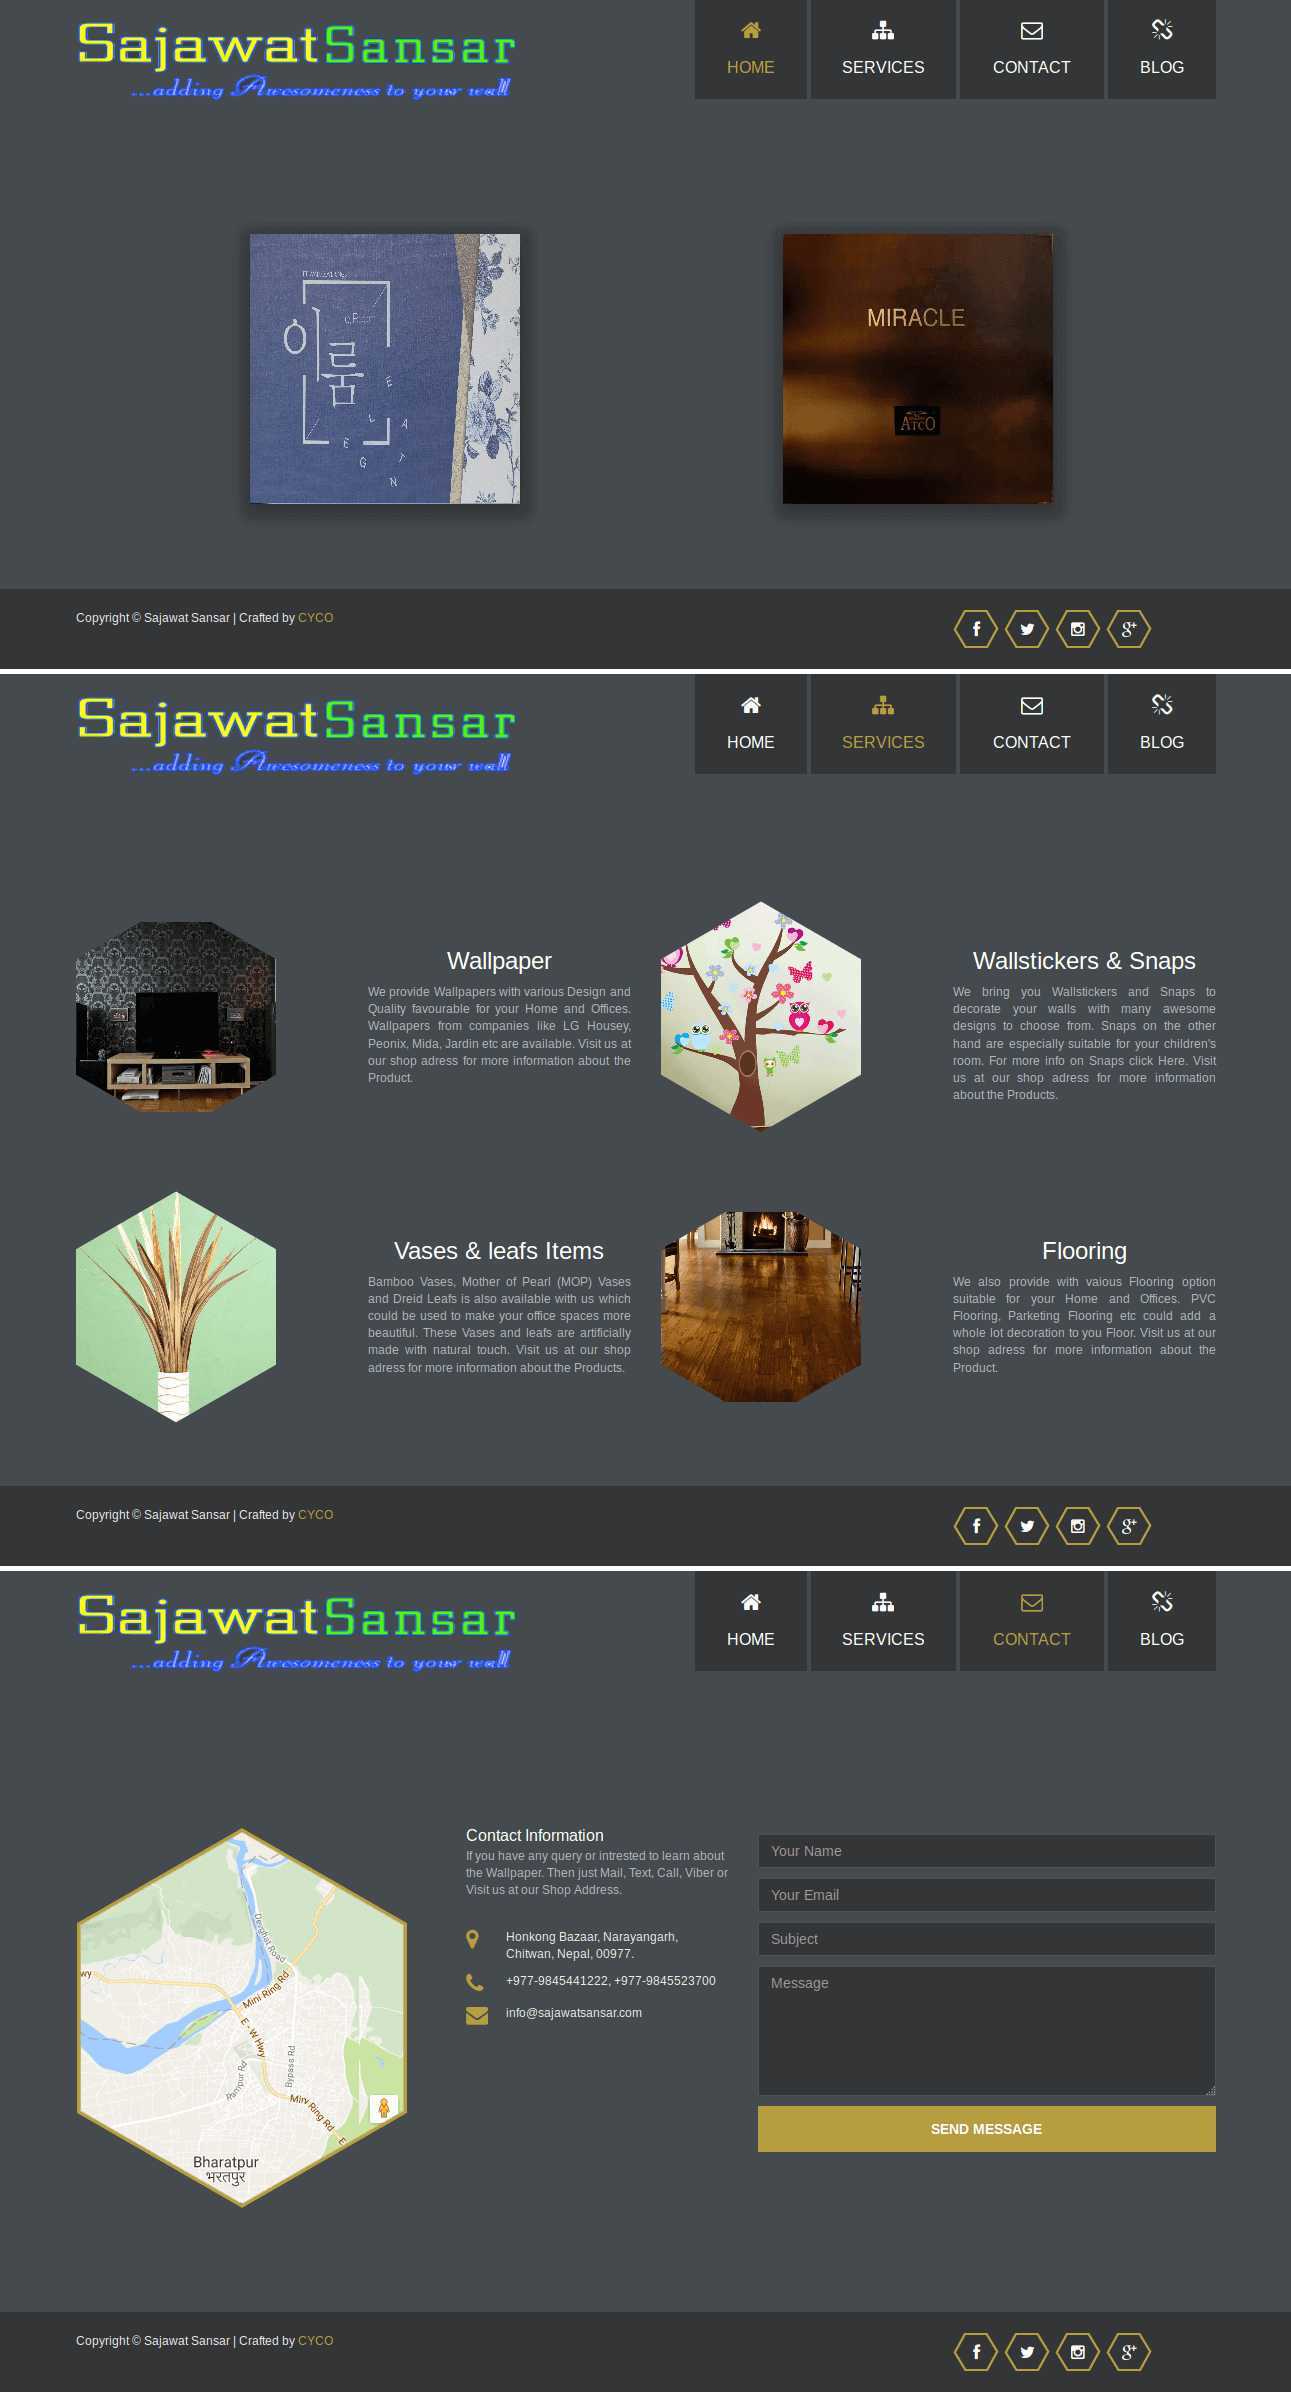 SajawatSansar
...adding Awesomeness to your wall
HOME
SERVICES
CONTACT
BLOG
이룸
ELEGANT
MIRACLE
ATCO
Copyright © Sajawat Sansar | Crafted by CYCO
SajawatSansar
...adding Awesomeness to your wall
HOME
SERVICES
CONTACT
BLOG
Wallpaper
We provide Wallpapers with various Design and
Quality favourable for your Home and Offices.
Wallpapers from companies like LG Housey,
Peonix, Mida, Jardin etc are available. Visit us at
our shop adress for more information about the
Product.
Wallstickers & Snaps
We bring you Wallstickers and Snaps to
decorate your walls with many awesome
designs to choose from. Snaps on the other
hand are especially suitable for your children's
room. For more info on Snaps click Here. Visit
us at our shop adress for more information
about the Products.
Vases & leafs Items
Bamboo Vases, Mother of Pearl (MOP) Vases
and Dreid Leafs is also available with us which
could be used to make your office spaces more
beautiful. These Vases and leafs are artificially
made with natural touch. Visit us at our shop
adress for more information about the Products.
Flooring
We also provide with vaious Flooring option
suitable for your Home and Offices. PVC
Flooring, Parketing Flooring etc could add a
whole lot decoration to you Floor. Visit us at our
shop adress for more information about the
Product.
Copyright © Sajawat Sansar | Crafted by CYCO
SajawatSansar
...adding Awesomeness to your wall
HOME
SERVICES
CONTACT
BLOG
Devghat Road
wy
Mini Ring Rd
E - W Hwy
Bypass Rd
Rampur Rd
Mini Ring Rd
E
Bharatpur
भरतपुर
Contact Information
If you have any query or intrested to learn about
the Wallpaper. Then just Mail, Text, Call, Viber or
Visit us at our Shop Address.
Honkong Bazaar, Narayangarh,
Chitwan, Nepal, 00977.
+977-9845441222, +977-9845523700
info@sajawatsansar.com
Your Name
Your Email
Subject
Message
SEND MESSAGE
Copyright © Sajawat Sansar | Crafted by CYCO